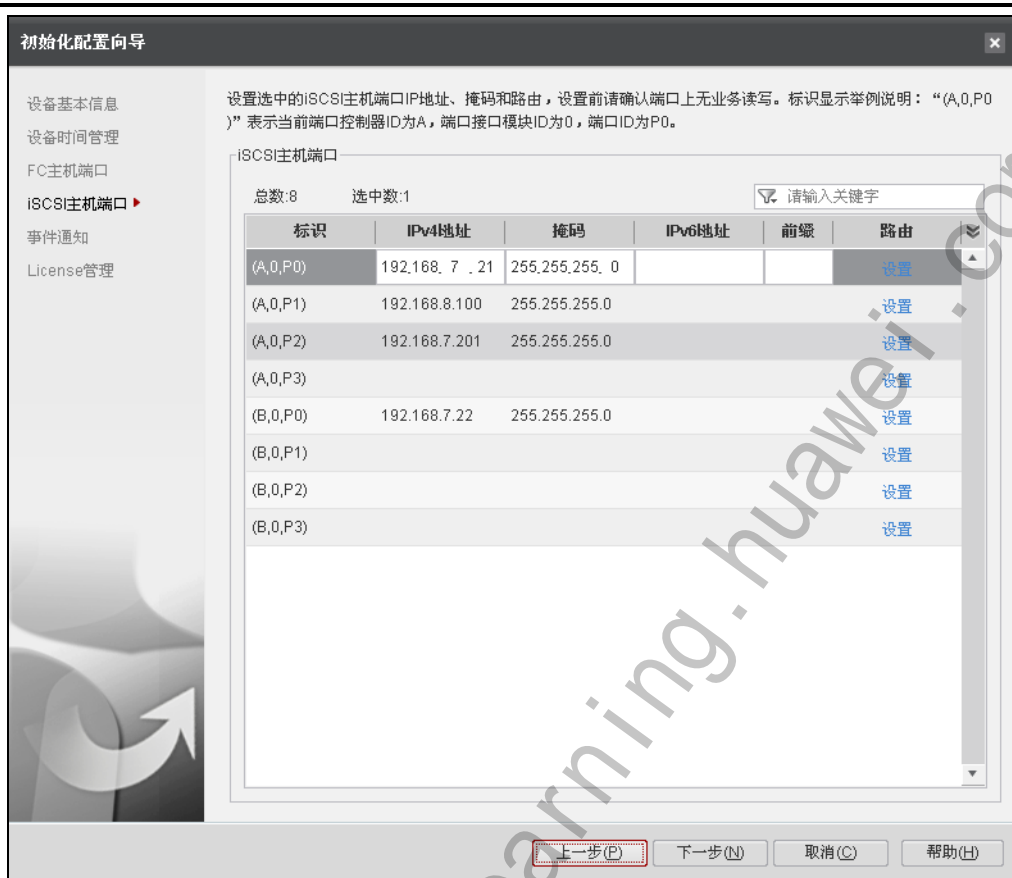 初始化配置向导
设备基本信息
设备时间管理
FC主机端口
iSCSI主机端口
事件通知
License管理
设置选中的iSCSI主机端口IP地址、掩码和路由，设置前请确认端口上无业务读写。标识显示举例说明：“(A,0,P0
)”表示当前端口控制器ID为A，端口接口模块ID为0，端口ID为P0。
iSCSI主机端口
总数:8 选中数:1 请输入关键字
标识 IPv4地址 掩码 IPv6地址 前缀 路由
(A,0,P0) 192.168. 7 . 21 255.255.255. 0 设置
(A,0,P1) 192.168.8.100 255.255.255.0 设置
(A,0,P2) 192.168.7.201 255.255.255.0 设置
(A,0,P3) 设置
(B,0,P0) 192.168.7.22 255.255.255.0 设置
(B,0,P1) 设置
(B,0,P2) 设置
(B,0,P3) 设置
上一步(P) 下一步(N) 取消(C) 帮助(H)
arning.huawei.co